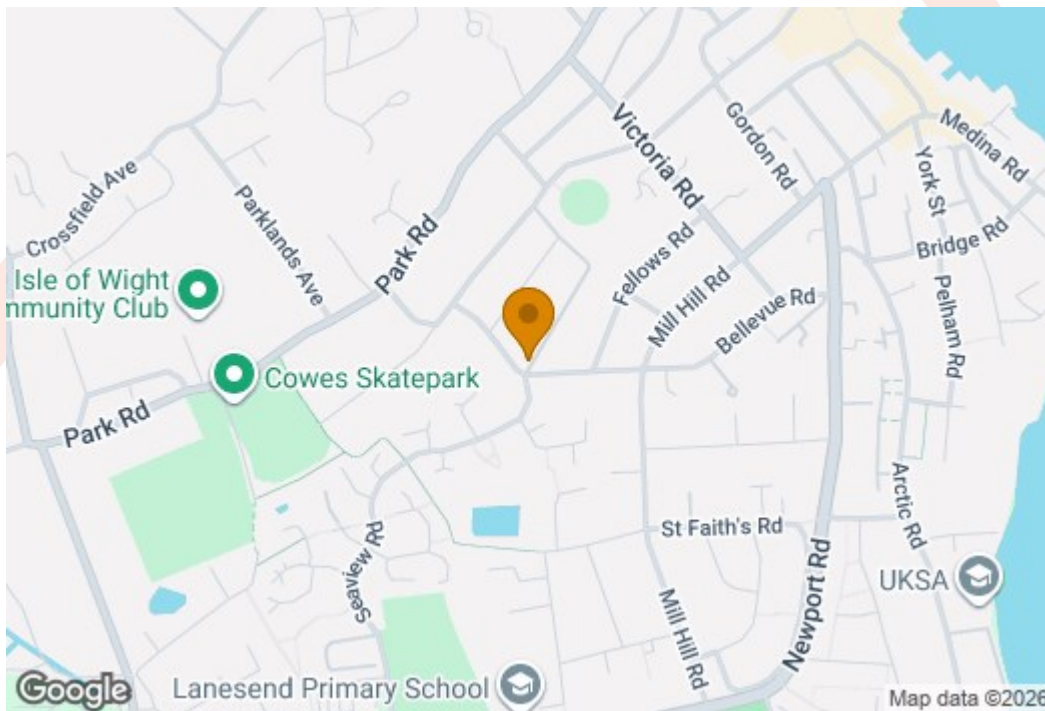 Crossfield Ave
Parklands Ave
Park Rd
Victoria Rd
Gordon Rd
Medina Rd
York St
Bridge Rd
Pelham Rd
Fellows Rd
Mill Hill Rd
Bellevue Rd
Isle of Wight
mmunity Club
Cowes Skatepark
Park Rd
Seaview Rd
St Faith's Rd
Arctic Rd
Newport Rd
UKSA
Mill Hill Rd
Lanesend Primary School
Google
Map data ©2026